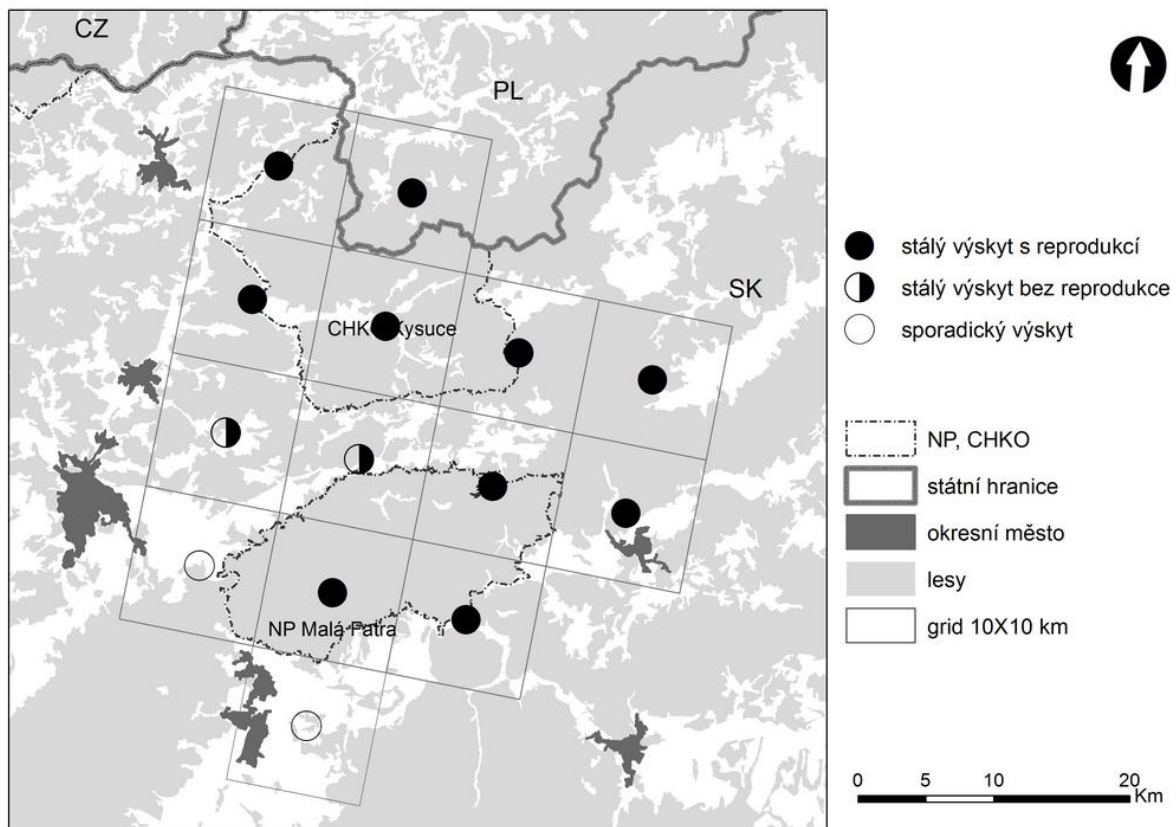 CZ
PL
SK
CHKO Kysuce
NP Malá Fatra
stálý výskyt s reprodukcí
stálý výskyt bez reprodukce
sporadický výskyt
NP, CHKO
státní hranice
okresní město
lesy
grid 10X10 km
0 5 10 20
Km